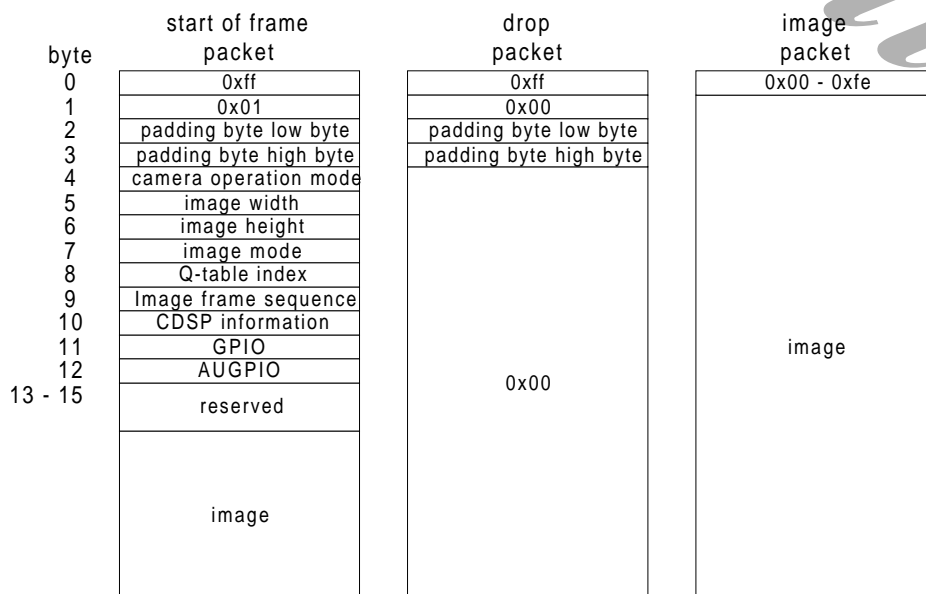 start of frame packet
drop packet
image packet
byte
0 0xff 0xff 0x00 - 0xfe
1 0x01 0x00
2 padding byte low byte padding byte low byte
3 padding byte high byte padding byte high byte
4 camera operation mode
5 image width
6 image height
7 image mode
8 Q-table index
9 Image frame sequence
10 CDSP information
11 GPIO image
12 AUGPIO
0x00
13 - 15 reserved
image